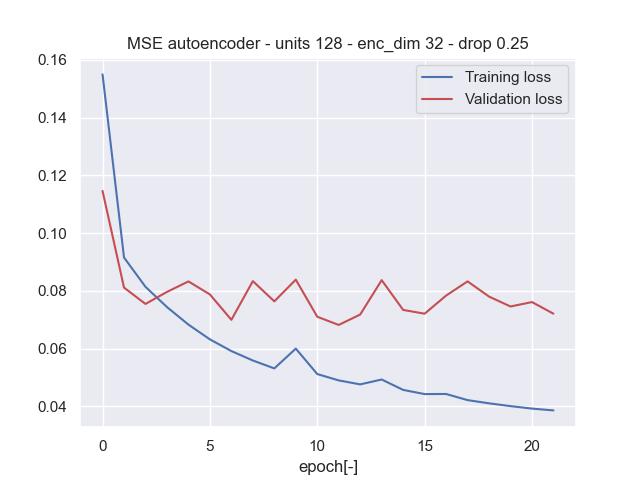 MSE autoencoder - units 128 - enc_dim 32 - drop 0.25
Training loss
Validation loss
0.16
0.14
0.12
0.10
0.08
0.06
0.04
0 5 10 15 20
epoch[-]